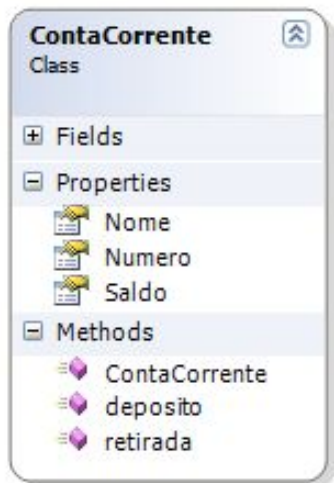 ContaCorrente
Class
Fields
Properties
Nome
Numero
Saldo
Methods
ContaCorrente
deposito
retirada